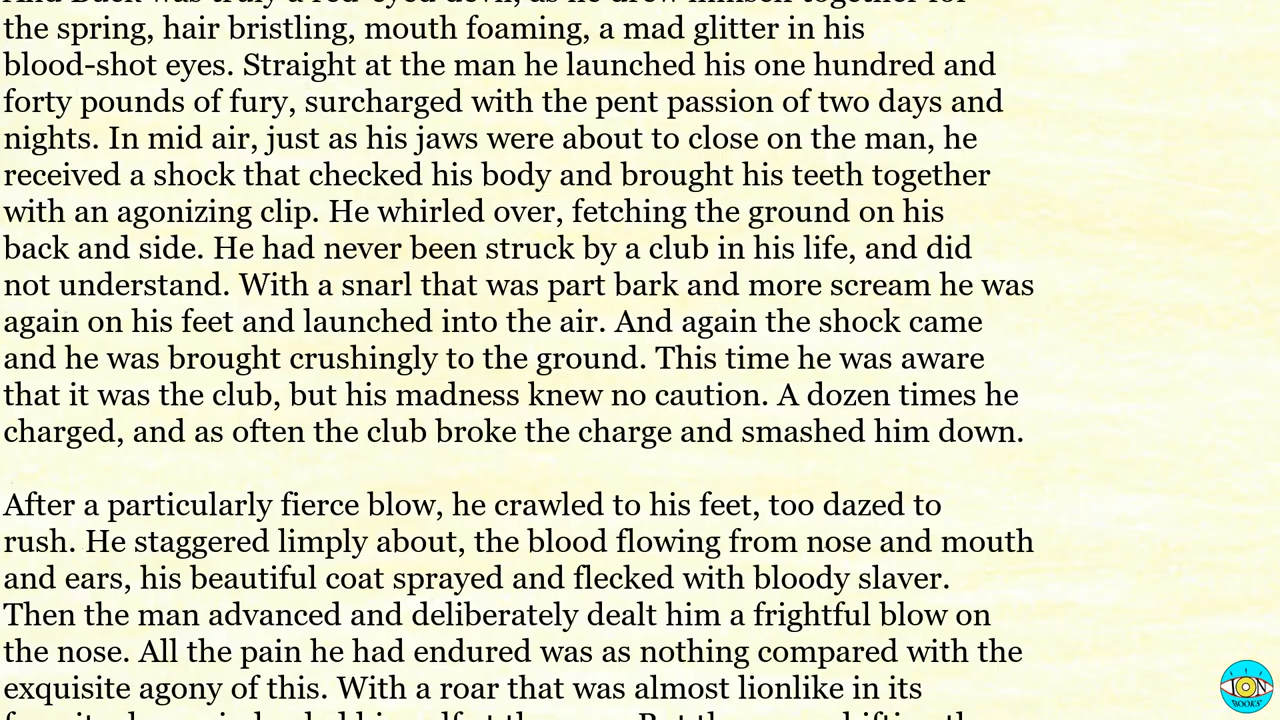 the spring, hair bristling, mouth foaming, a mad glitter in his
blood-shot eyes. Straight at the man he launched his one hundred and
forty pounds of fury, surcharged with the pent passion of two days and
nights. In mid air, just as his jaws were about to close on the man, he
received a shock that checked his body and brought his teeth together
with an agonizing clip. He whirled over, fetching the ground on his
back and side. He had never been struck by a club in his life, and did
not understand. With a snarl that was part bark and more scream he was
again on his feet and launched into the air. And again the shock came
and he was brought crushingly to the ground. This time he was aware
that it was the club, but his madness knew no caution. A dozen times he
charged, and as often the club broke the charge and smashed him down.
After a particularly fierce blow, he crawled to his feet, too dazed to
rush. He staggered limply about, the blood flowing from nose and mouth
and ears, his beautiful coat sprayed and flecked with bloody slaver.
Then the man advanced and deliberately dealt him a frightful blow on
the nose. All the pain he had endured was as nothing compared with the
exquisite agony of this. With a roar that was almost lionlike in its
ION
BOOKS